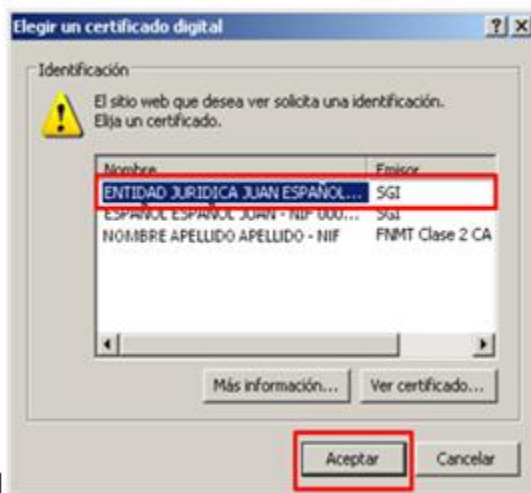 Elegir un certificado digital
Identificación
El sitio web que desea ver solicita una identificación.
Elija un certificado.
Nombre Emisor
ENTIDAD JURIDICA JUAN ESPAÑOL... SGI
ESPAÑOL ESPAÑOL JUAN - NIF 000... SGI
NOMBRE APELLIDO APELLIDO - NIF FNMT Clase 2 CA
Más información... Ver certificado...
Aceptar Cancelar